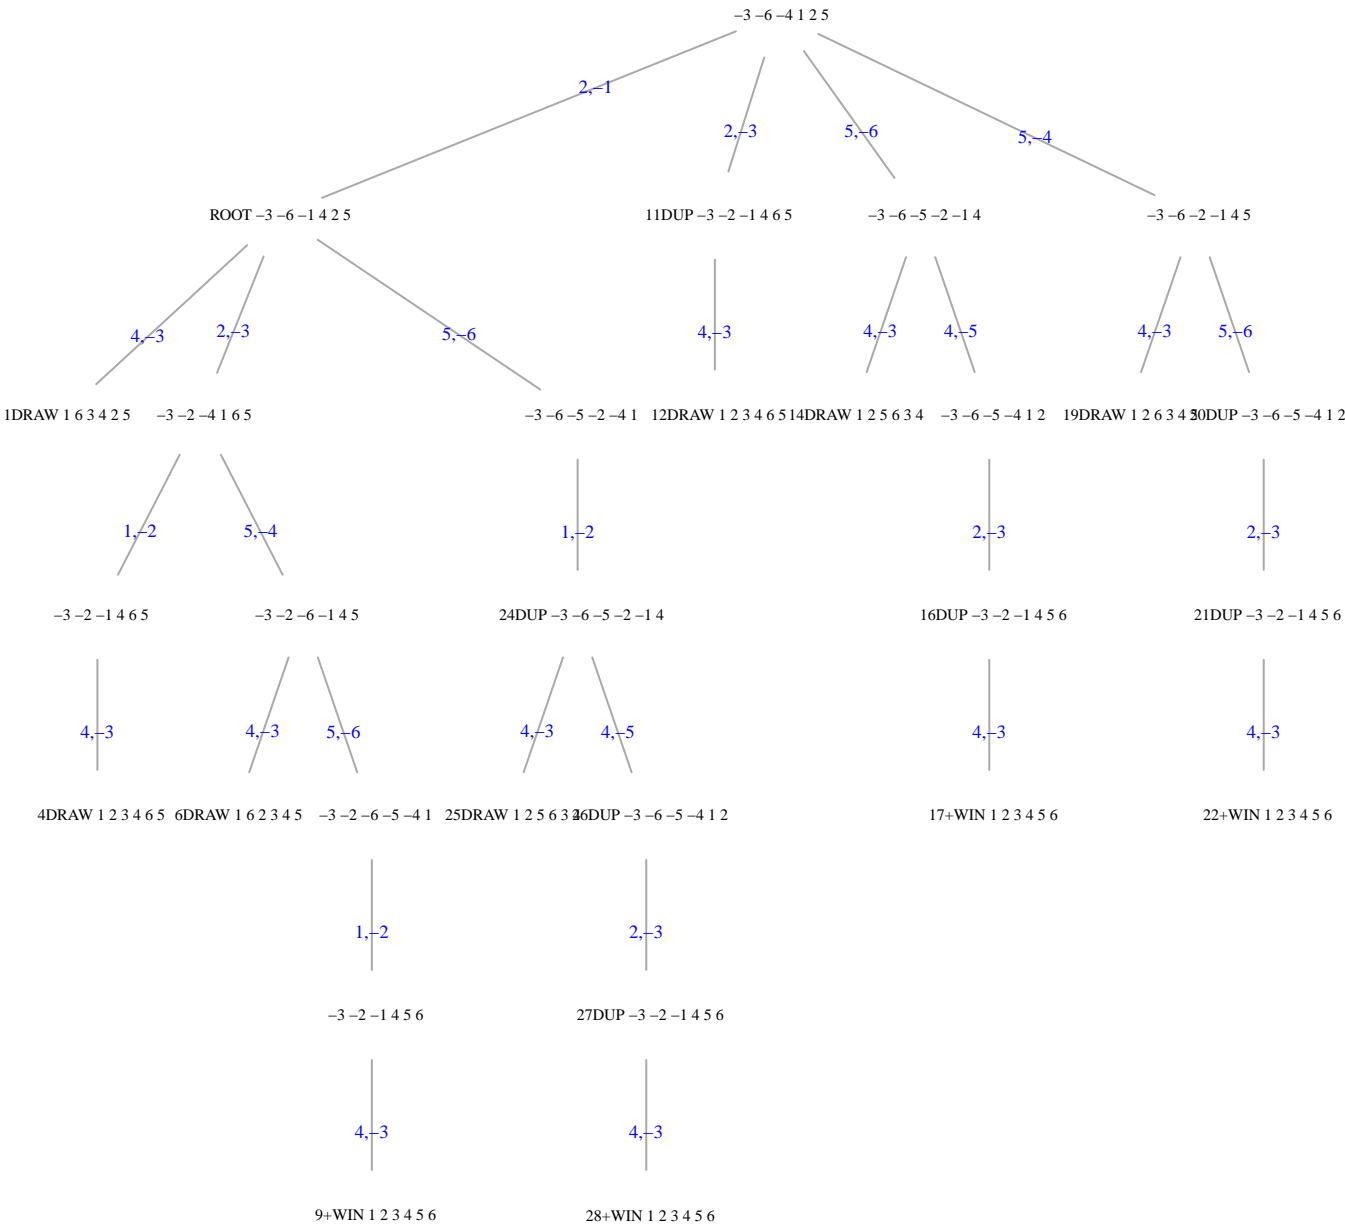 −3 −6 −4 1 2 5
2,−1
2,−3
5,−6
5,−4
ROOT −3 −6 −1 4 2 5
11DUP −3 −2 −1 4 6 5
−3 −6 −5 −2 −1 4
−3 −6 −2 −1 4 5
4,−3
2,−3
5,−6
4,−3
4,−3
4,−5
4,−3
5,−6
1DRAW 1 6 3 4 2 5
−3 −2 −4 1 6 5
−3 −6 −5 −2 −4 1
12DRAW 1 2 3 4 6 5
14DRAW 1 2 5 6 3 4
−3 −6 −5 −4 1 2
19DRAW 1 2 6 3 4 5
20DUP −3 −6 −5 −4 1 2
1,−2
5,−4
1,−2
2,−3
2,−3
−3 −2 −1 4 6 5
−3 −2 −6 −1 4 5
24DUP −3 −6 −5 −2 −1 4
16DUP −3 −2 −1 4 5 6
21DUP −3 −2 −1 4 5 6
4,−3
4,−3
5,−6
4,−3
4,−5
4,−3
4,−3
4DRAW 1 2 3 4 6 5
6DRAW 1 6 2 3 4 5
−3 −2 −6 −5 −4 1
25DRAW 1 2 5 6 3 4
26DUP −3 −6 −5 −4 1 2
17+WIN 1 2 3 4 5 6
22+WIN 1 2 3 4 5 6
1,−2
2,−3
−3 −2 −1 4 5 6
27DUP −3 −2 −1 4 5 6
4,−3
4,−3
9+WIN 1 2 3 4 5 6
28+WIN 1 2 3 4 5 6